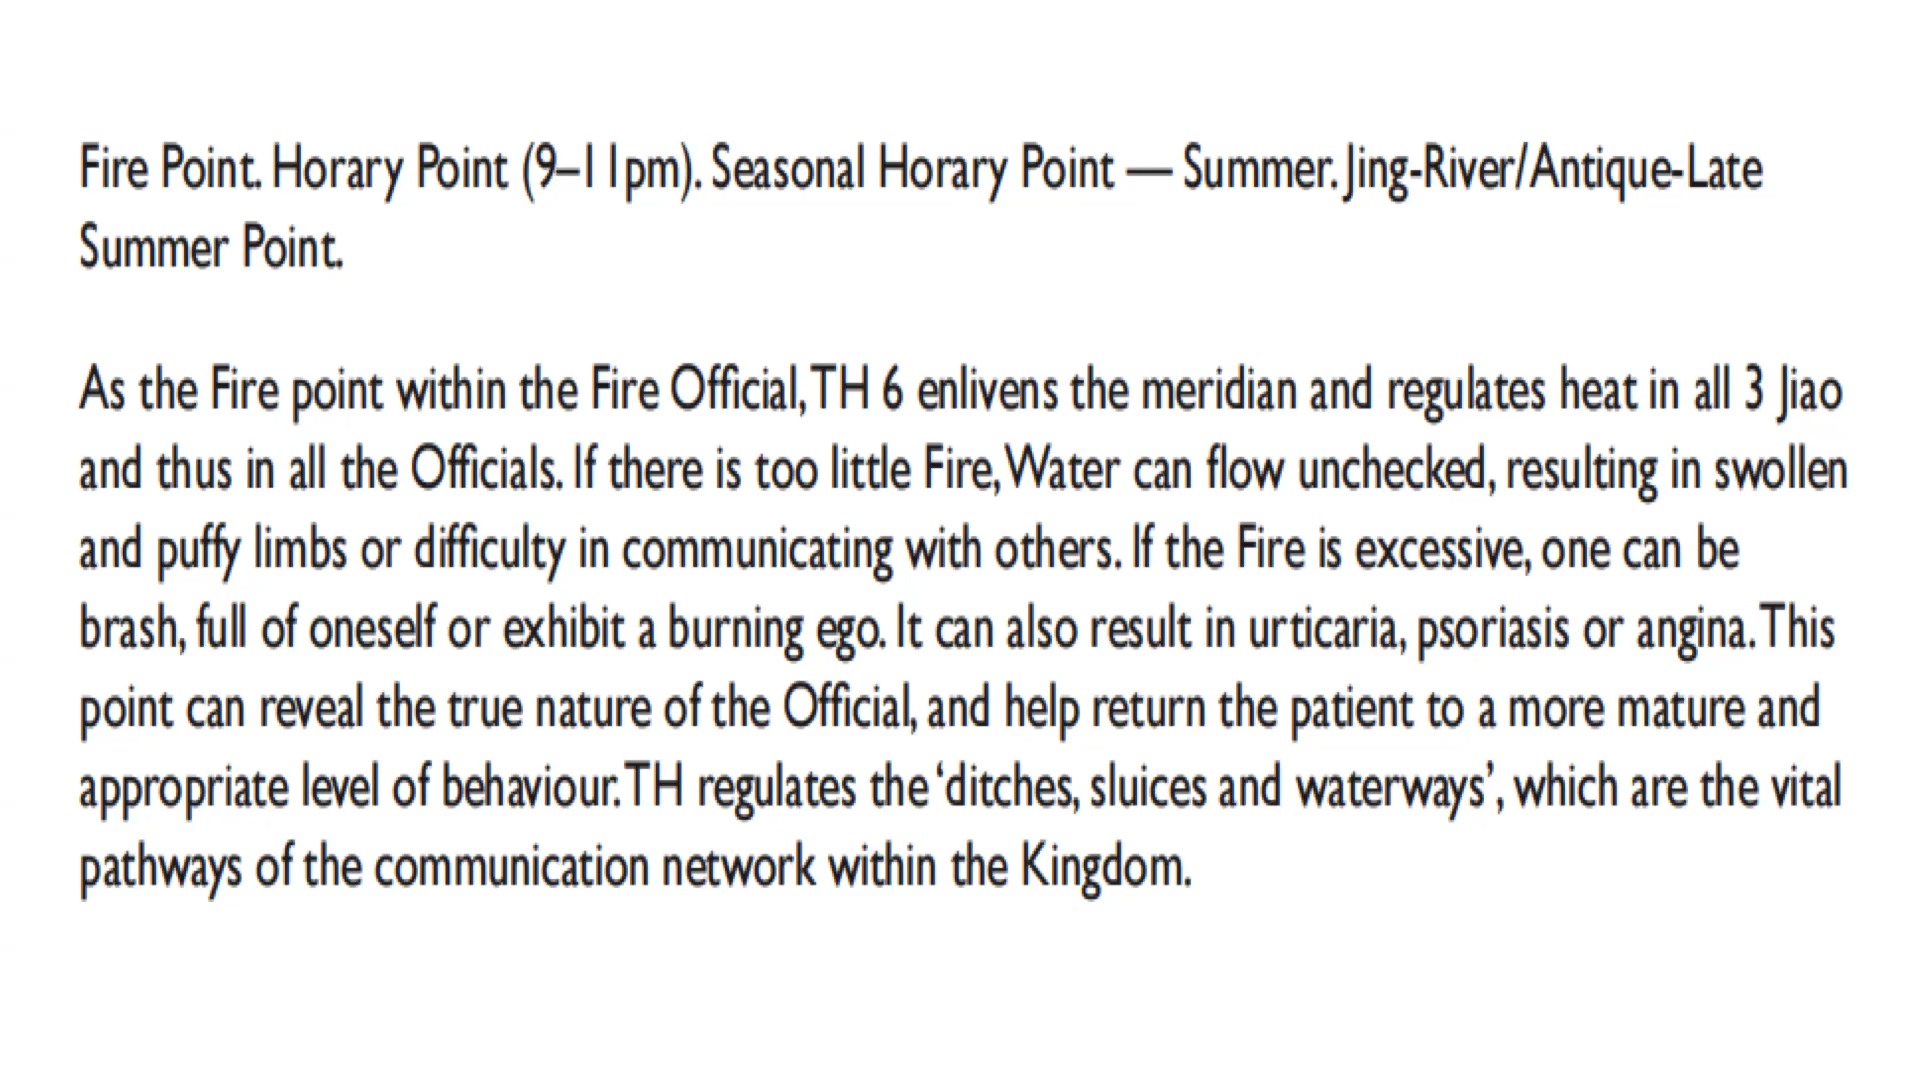 Fire Point. Horary Point (9–11pm). Seasonal Horary Point — Summer. Jing-River/Antique-Late
Summer Point.
As the Fire point within the Fire Official, TH 6 enlivens the meridian and regulates heat in all 3 Jiao
and thus in all the Officials. If there is too little Fire, Water can flow unchecked, resulting in swollen
and puffy limbs or difficulty in communicating with others. If the Fire is excessive, one can be
brash, full of oneself or exhibit a burning ego. It can also result in urticaria, psoriasis or angina. This
point can reveal the true nature of the Official, and help return the patient to a more mature and
appropriate level of behaviour. TH regulates the ‘ditches, sluices and waterways’, which are the vital
pathways of the communication network within the Kingdom.